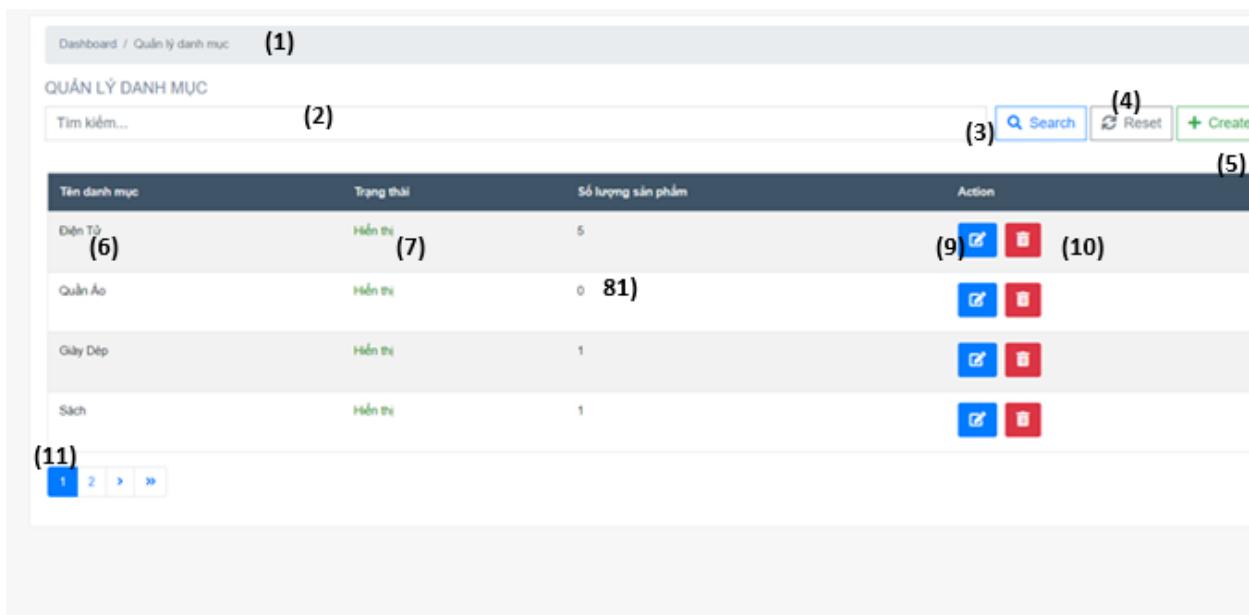 Dashboard / Quản lý danh mục (1)
QUẢN LÝ DANH MỤC
Tìm kiếm... (2) (3) Search (4) Reset Create
(5)
Tên danh mục Trạng thái Số lượng sản phẩm Action
Điện Tử Hiển thị 5
(6) (7) (9) (10)
Quần Áo Hiển thị 0 81)
Giày Dép Hiển thị 1
Sách Hiển thị 1
(11)
1 2 › »